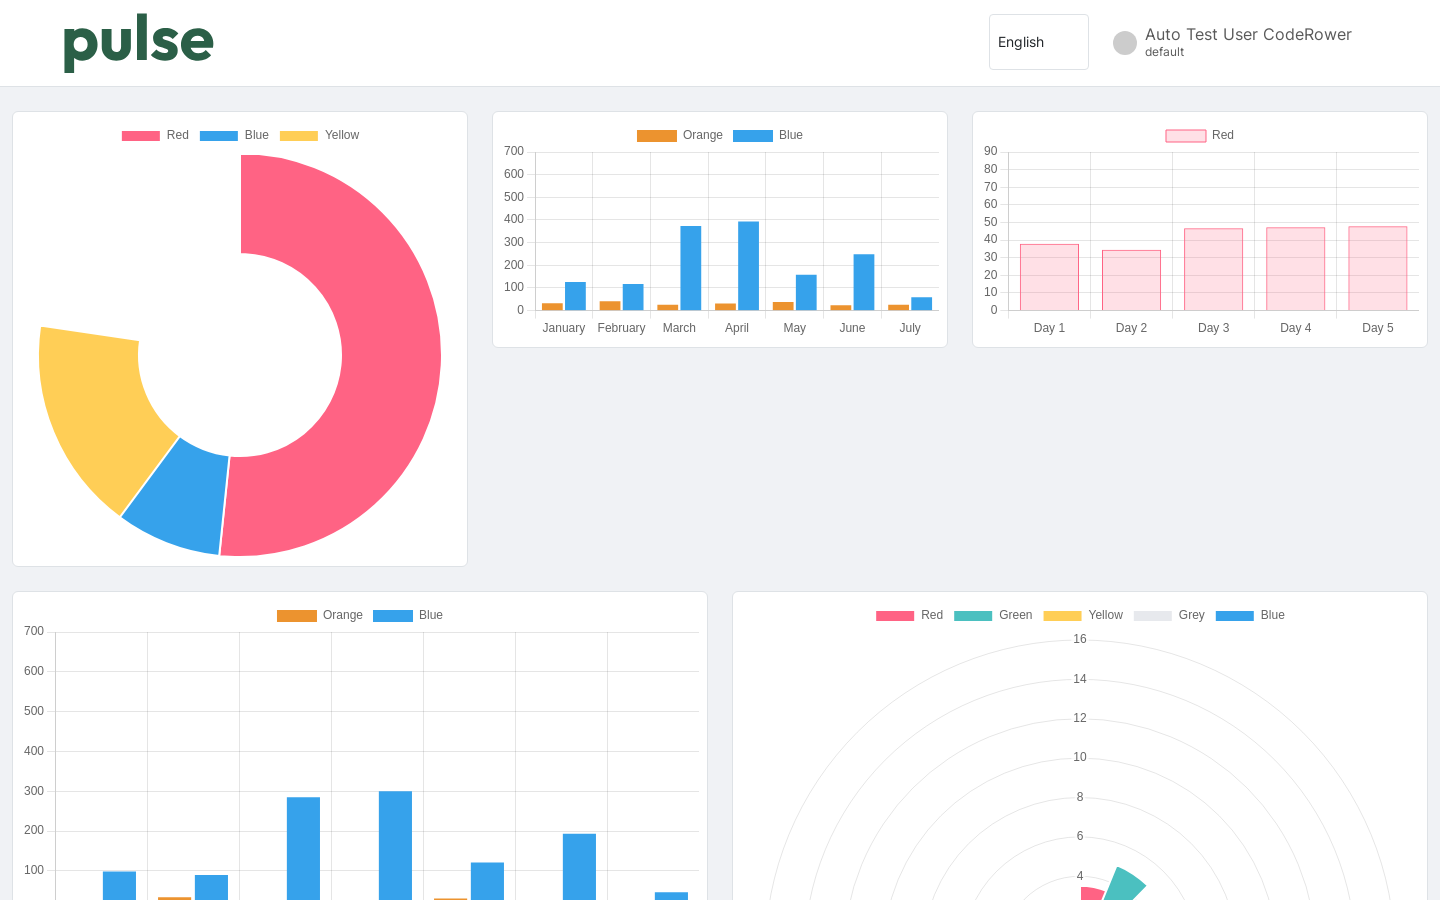 pulse
English
Auto Test User CodeRower
default
Red Blue Yellow
Orange Blue
700
600
500
400
300
200
100
0
January February March April May June July
Red
90
80
70
60
50
40
30
20
10
0
Day 1 Day 2 Day 3 Day 4 Day 5
Orange Blue
700
600
500
400
300
200
100
Red Green Yellow Grey Blue
16
14
12
10
8
6
4